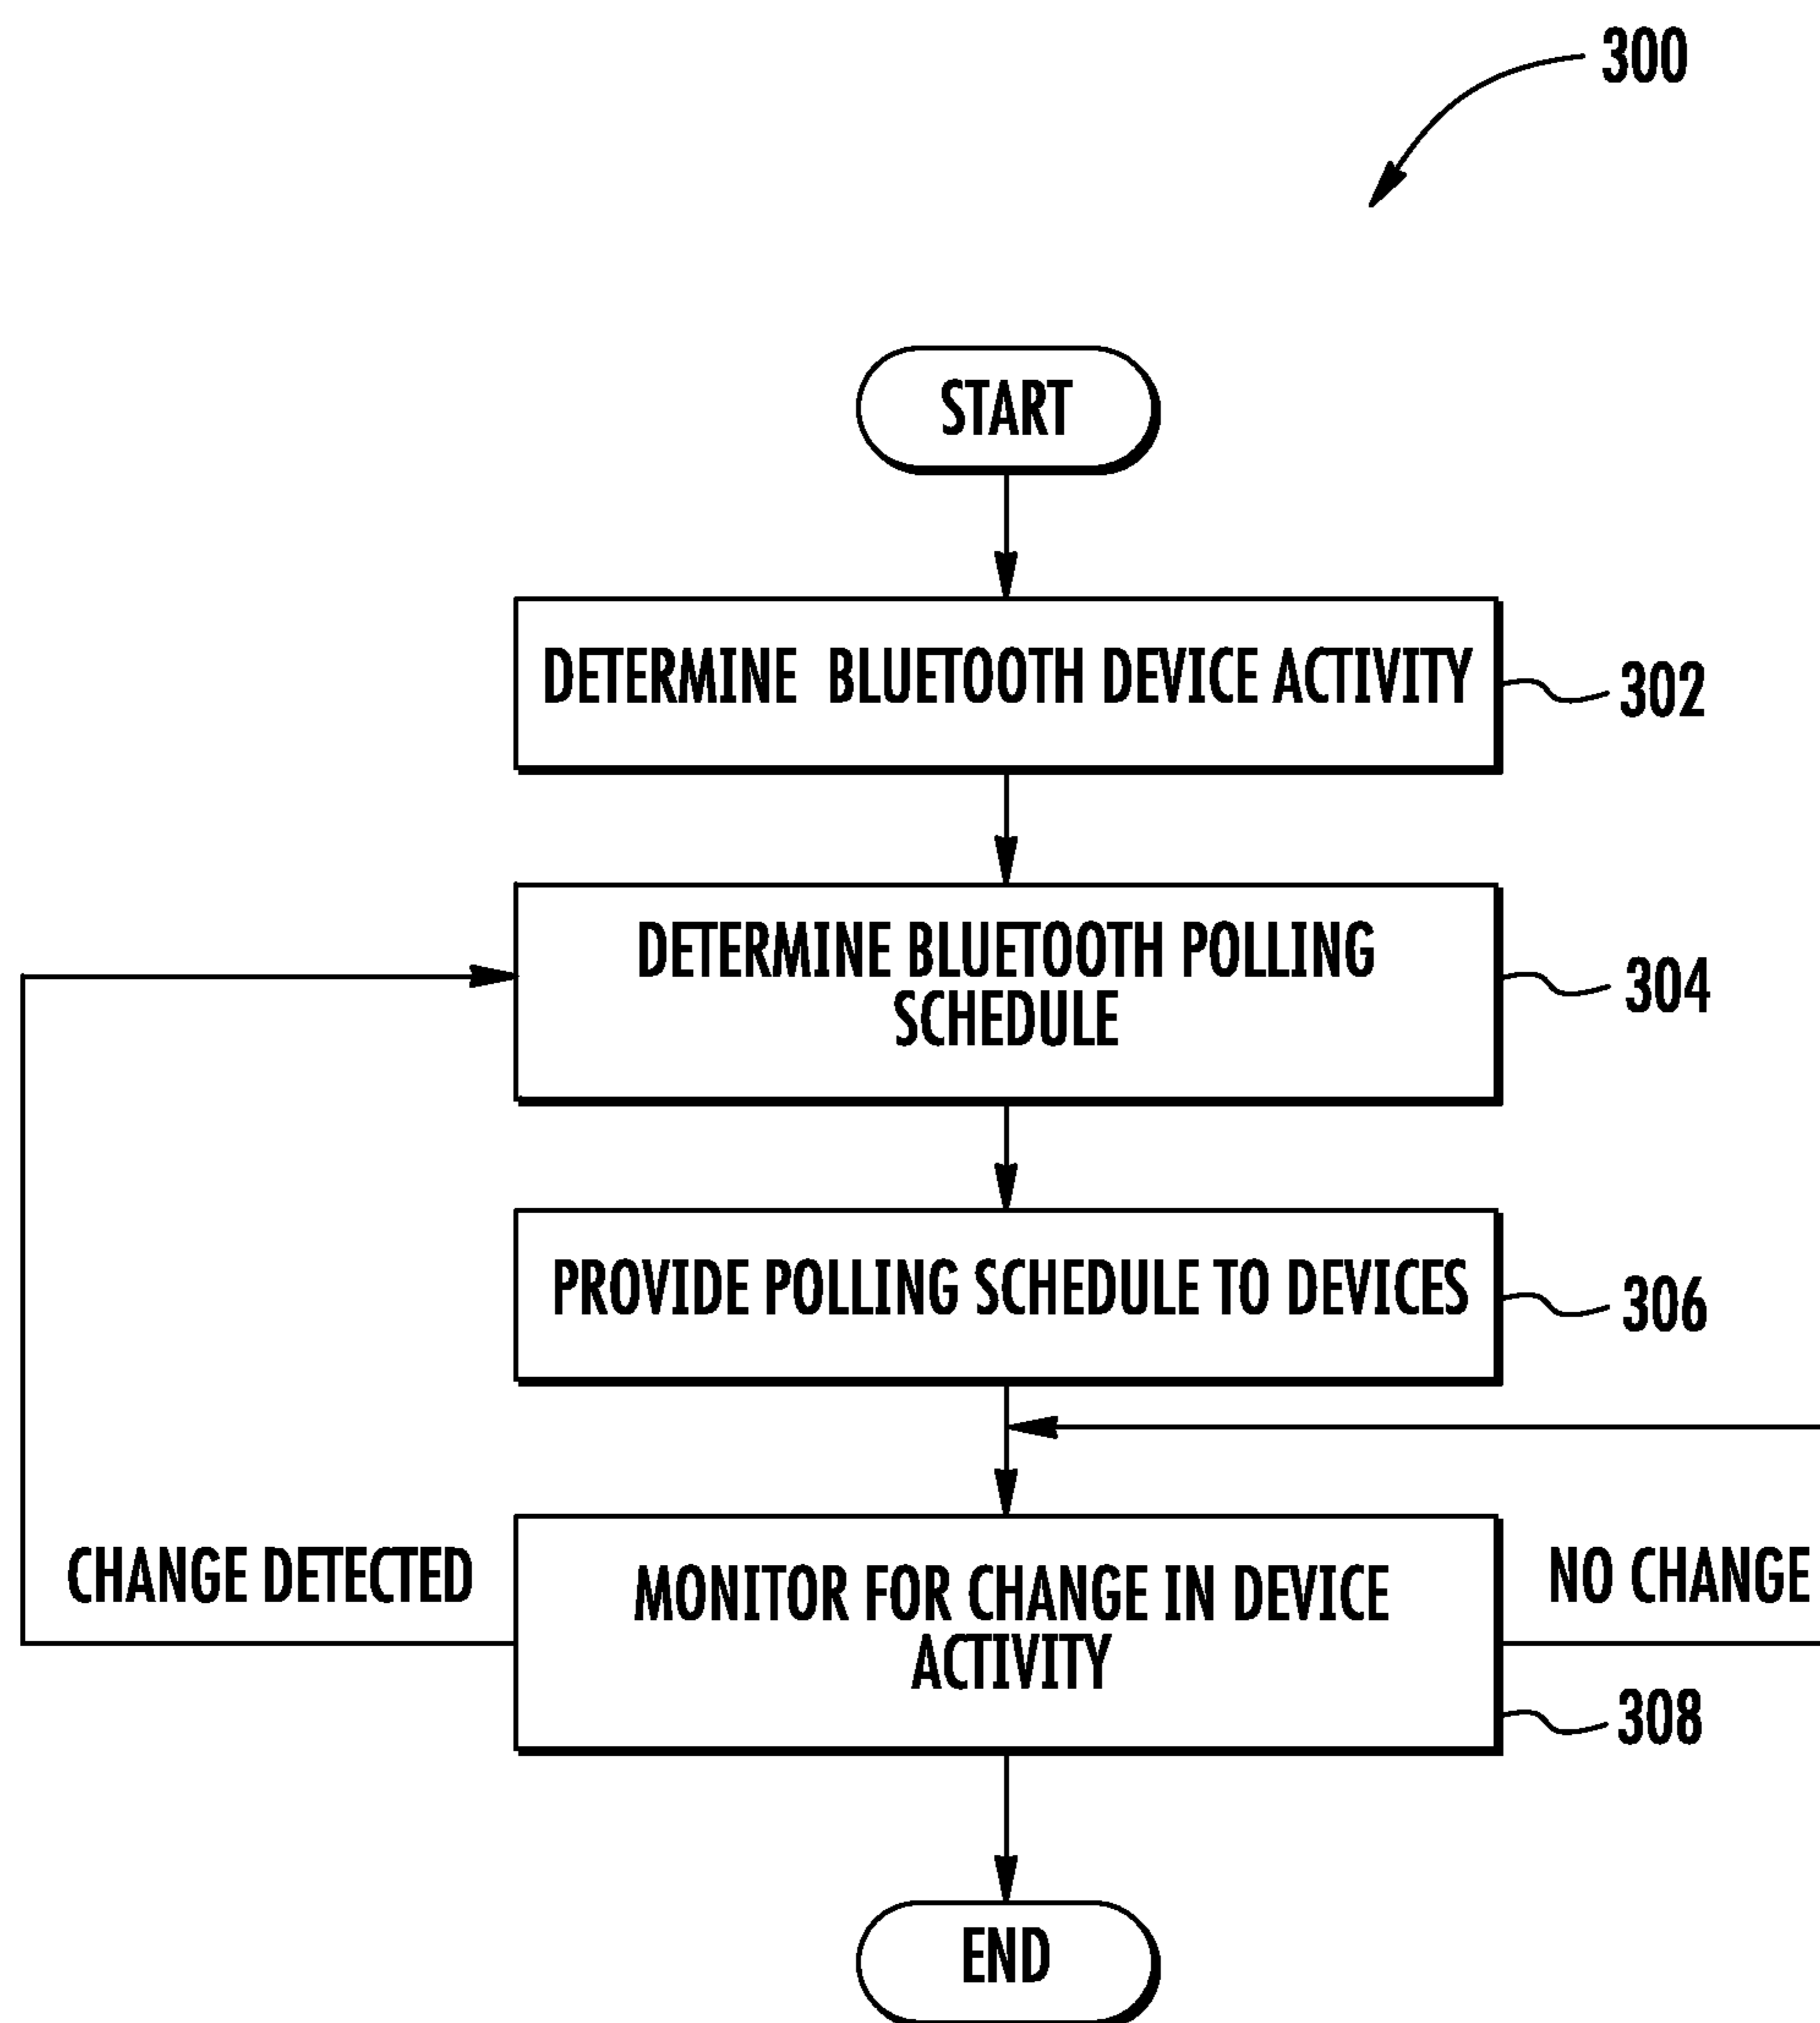 300
START
DETERMINE BLUETOOTH DEVICE ACTIVITY
302
DETERMINE BLUETOOTH POLLING
SCHEDULE
304
PROVIDE POLLING SCHEDULE TO DEVICES
306
CHANGE DETECTED
MONITOR FOR CHANGE IN DEVICE
ACTIVITY
NO CHANGE
308
END